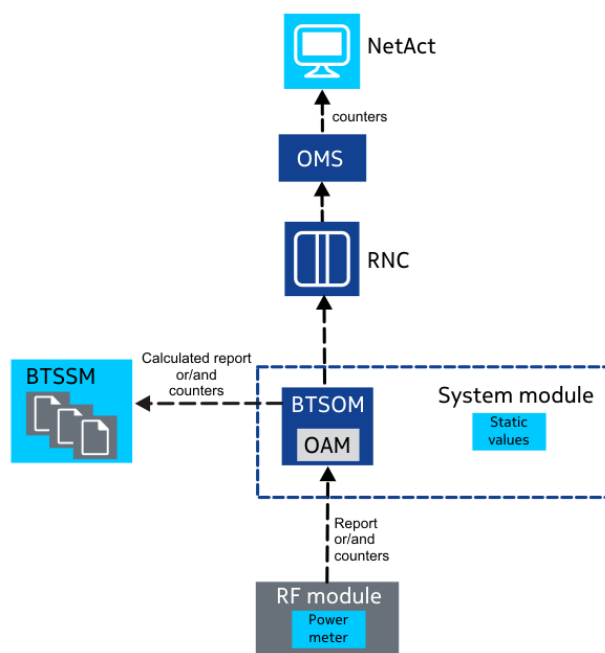 NetAct
counters
OMS
RNC
Calculated report
or/and
counters
BTSSM
BTSOM
OAM
System module
Static
values
Report
or/and
counters
RF module
Power
meter